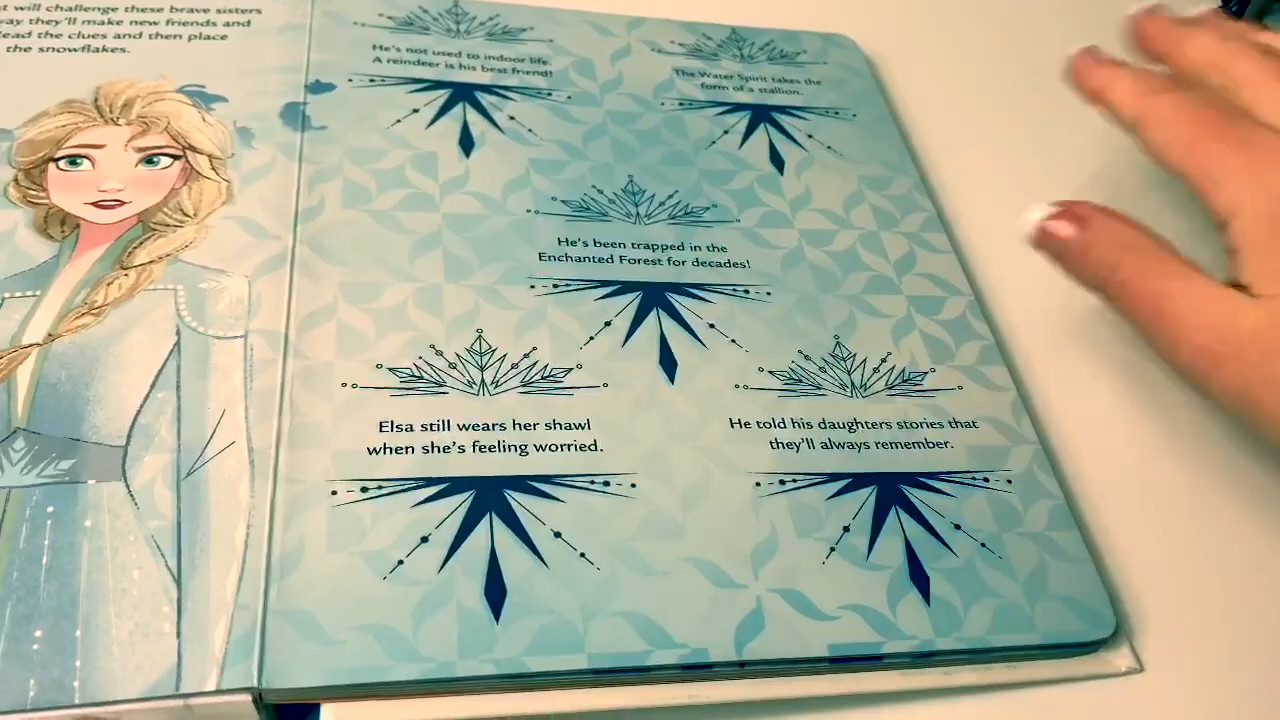 t will challenge these brave sisters
way they'll make new friends and
Read the clues and then place
the snowflakes.
He's not used to indoor life.
A reindeer is his best friend!
The Water Spirit takes the
form of a stallion.
He's been trapped in the
Enchanted Forest for decades!
Elsa still wears her shawl
when she's feeling worried.
He told his daughters stories that
they'll always remember.